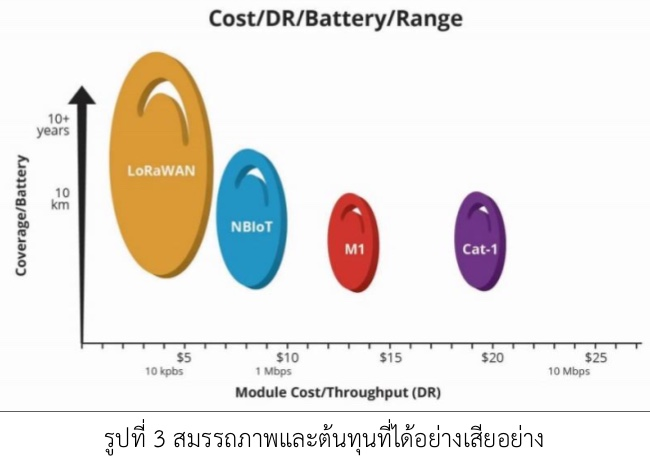 Cost/DR/Battery/Range
10+
years
Coverage/Battery
10
km
LoRaWAN
NBIoT
M1
Cat-1
$5 $10 $15 $20 $25
10 kpbs 1 Mbps 10 Mbps
Module Cost/Throughput (DR)
รูปที่ 3 สมรรถภาพและต้นทุนที่ได้อย่างเสียอย่าง